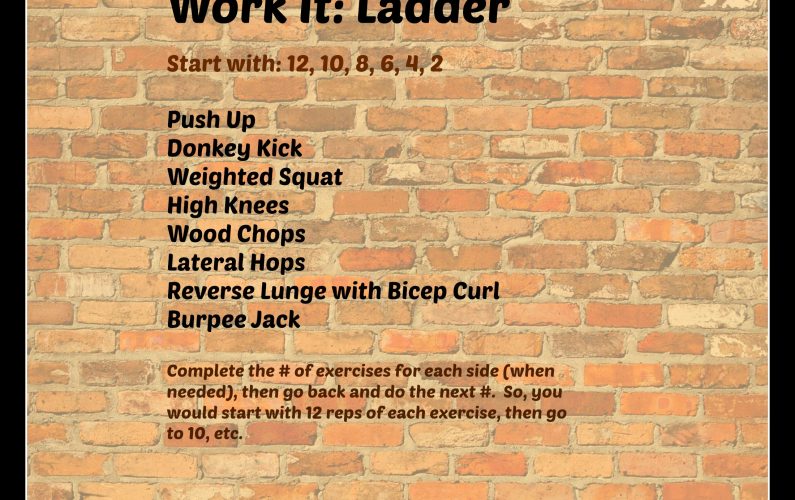 Work It: Ladder
Start with: 12, 10, 8, 6, 4, 2
Push Up
Donkey Kick
Weighted Squat
High Knees
Wood Chops
Lateral Hops
Reverse Lunge with Bicep Curl
Burpee Jack
Complete the # of exercises for each side (when
needed), then go back and do the next #.  So, you
would start with 12 reps of each exercise, then go
to 10, etc.